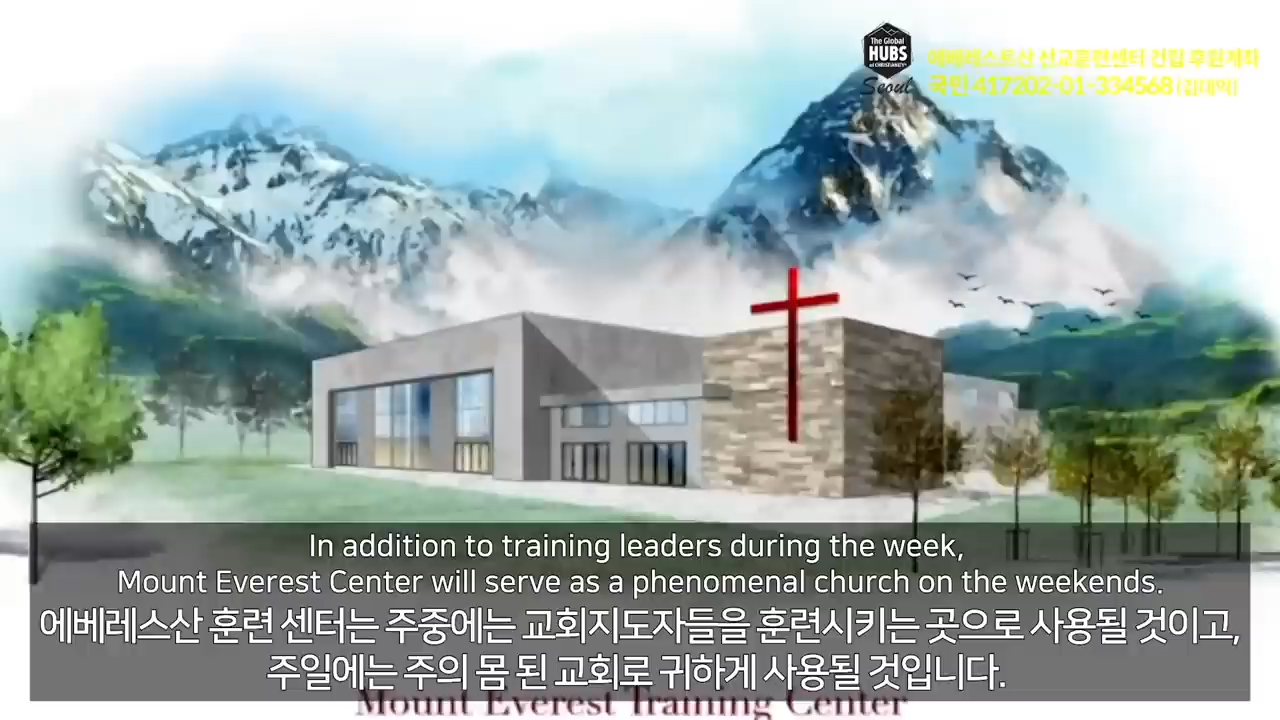 The Global
HUBS
of CHRISTIANITY
Seoul
에베레스트산 선교훈련센터 건립 후원계좌
국민 417202-01-334568 (김대억)
In addition to training leaders during the week,
Mount Everest Center will serve as a phenomenal church on the weekends.
에베레스산 훈련 센터는 주중에는 교회지도자들을 훈련시키는 곳으로 사용될 것이고,
주일에는 주의 몸 된 교회로 귀하게 사용될 것입니다.
Mount Everest Training Center